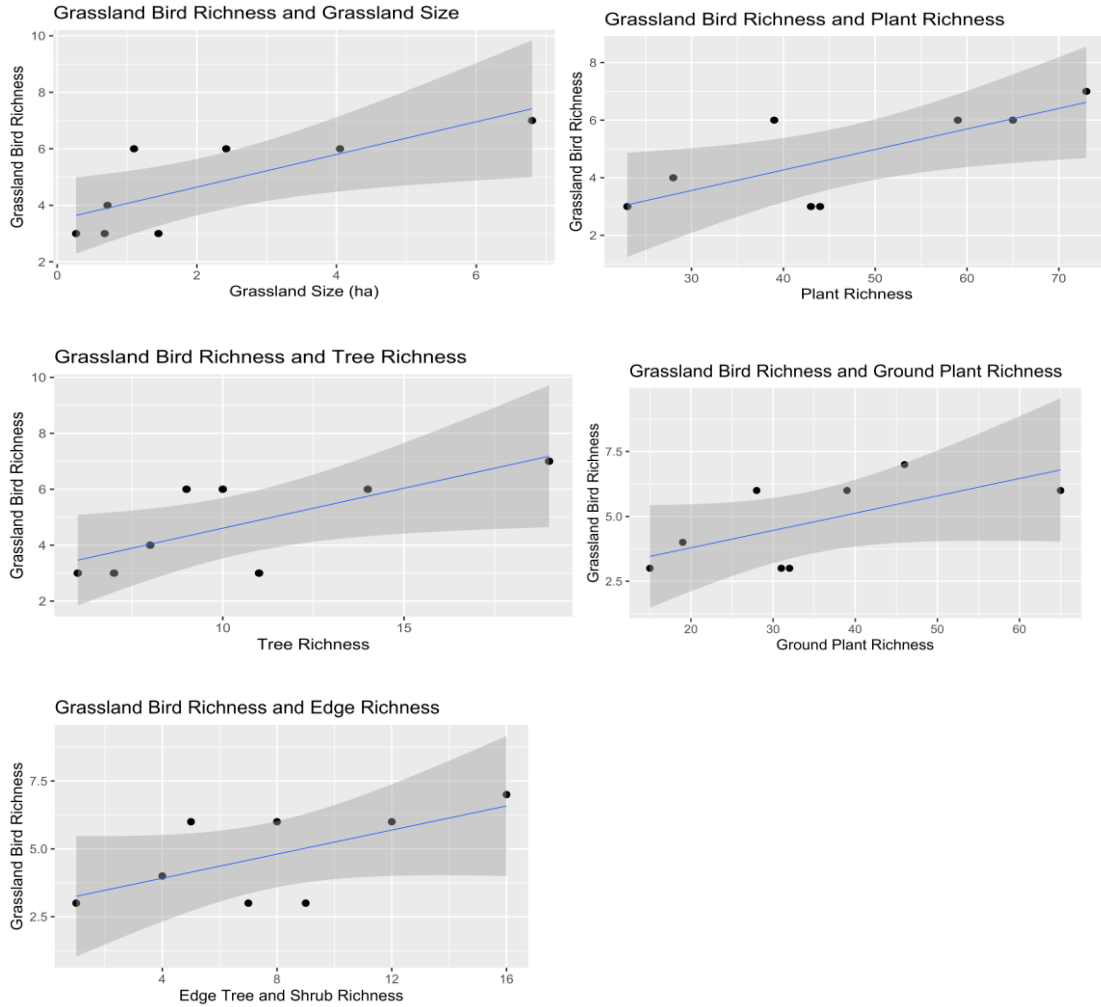 Grassland Bird Richness and Grassland Size
10
8
6
4
2
Grassland Bird Richness
0 2 4 6
Grassland Size (ha)
Grassland Bird Richness and Plant Richness
8
6
4
2
Grassland Bird Richness
30 40 50 60 70
Plant Richness
Grassland Bird Richness and Tree Richness
10
8
6
4
2
Grassland Bird Richness
10 15
Tree Richness
Grassland Bird Richness and Ground Plant Richness
7.5
5.0
2.5
Grassland Bird Richness
20 30 40 50 60
Ground Plant Richness
Grassland Bird Richness and Edge Richness
7.5
5.0
2.5
Grassland Bird Richness
4 8 12 16
Edge Tree and Shrub Richness